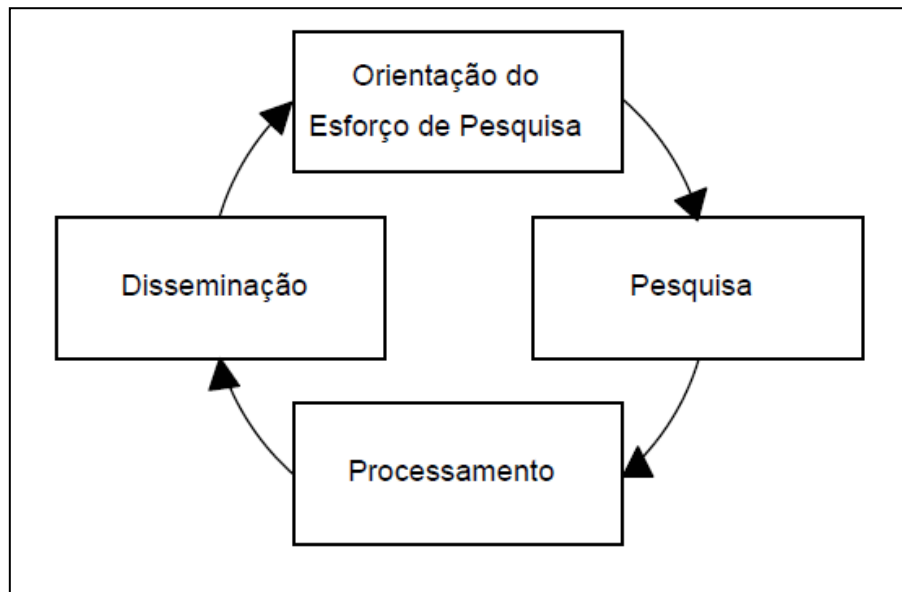 Orientação do
Esforço de Pesquisa
Disseminação
Pesquisa
Processamento